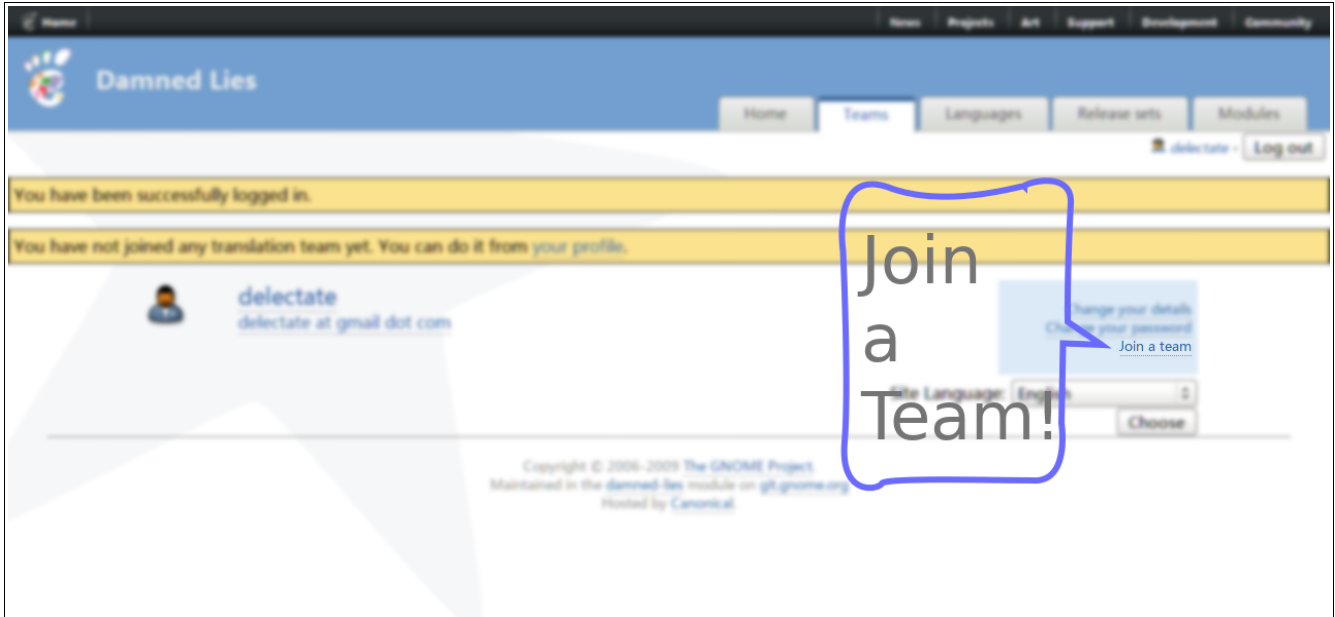 Home
News Projects Art Support Development Community
Damned Lies
Home Teams Languages Release sets Modules
delectate - Log out
You have been successfully logged in.
You have not joined any translation team yet. You can do it from your profile.
Join
a
Team!
delectate
delectate at gmail dot com
Change your details
Change your password
Join a team
Site Language: English
Choose
Copyright © 2006-2009 The GNOME Project.
Maintained in the damned-lies module on git.gnome.org
Hosted by Canonical.